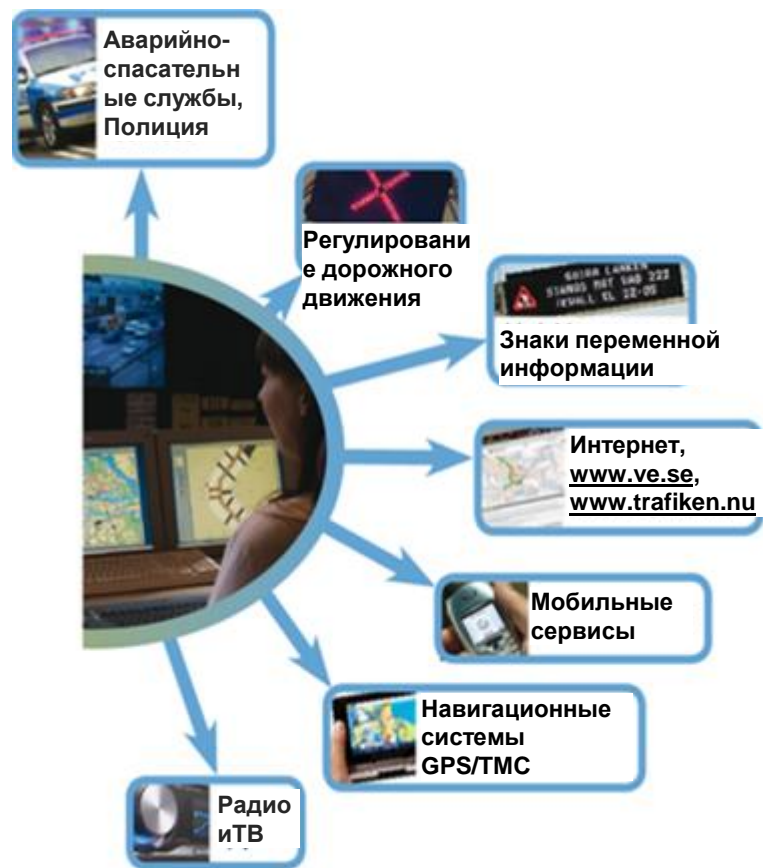 Аварийно-
спасательн
ые службы,
Полиция
Регулировани
е дорожного
движения
Знаки переменной
информации
Интернет,
www.ve.se,
www.trafiken.nu
Мобильные
сервисы
Навигационные
системы
GPS/TMC
Радио
иТВ